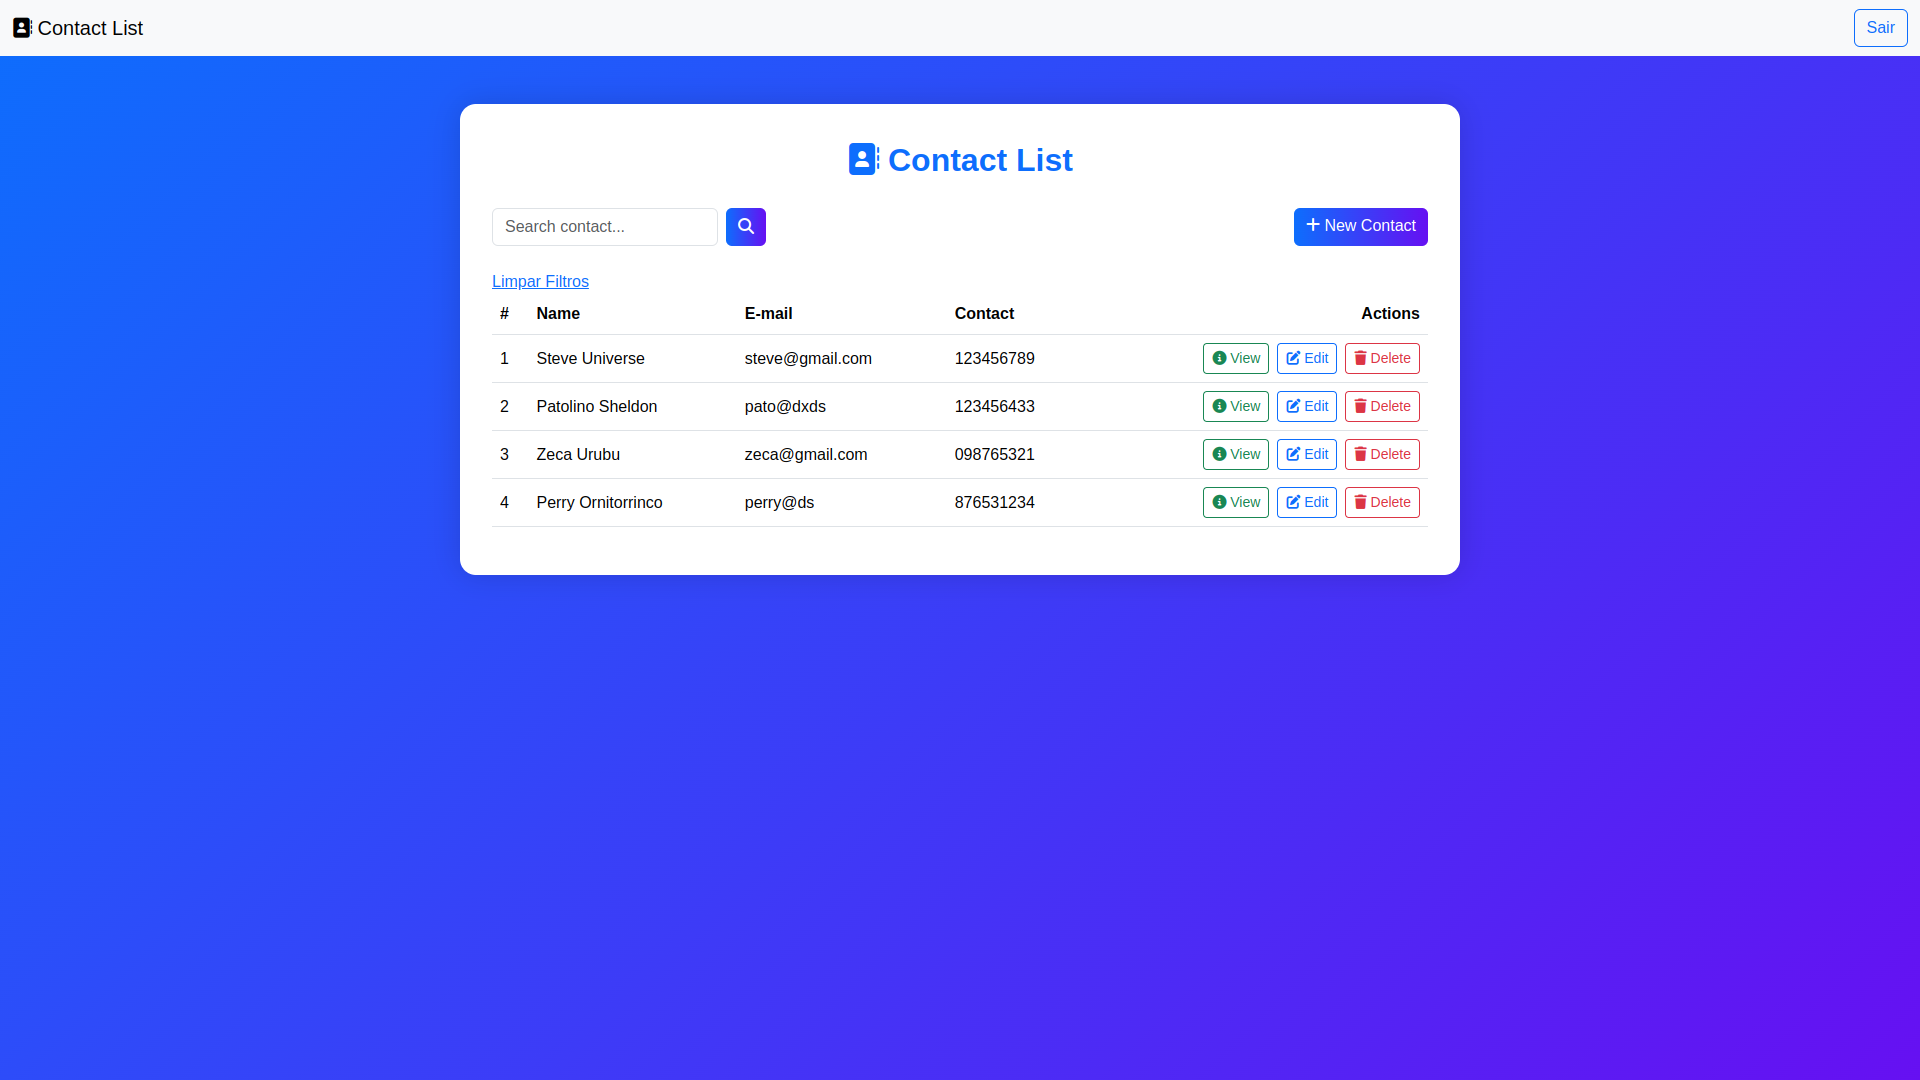 Contact List
Sair
Contact List
Search contact...
New Contact
Limpar Filtros
# Name E-mail Contact Actions
1 Steve Universe steve@gmail.com 123456789 View Edit Delete
2 Patolino Sheldon pato@dxds 123456433 View Edit Delete
3 Zeca Urubu zeca@gmail.com 098765321 View Edit Delete
4 Perry Ornitorrinco perry@ds 876531234 View Edit Delete